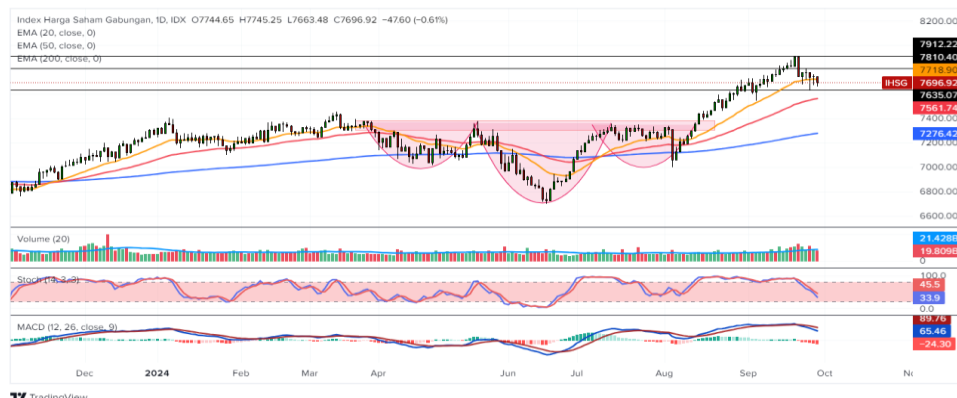 Index Harga Saham Gabungan, 1D, IDX O7744.65 H7745.25 L7663.48 C7696.92 −47.60 (−0.61%)
EMA (20, close, 0)
EMA (50, close, 0)
EMA (200, close, 0)
8200.00
7912.22
7810.40
7718.90
IHSG 7696.92
7635.07
7561.74
7400.00
7276.42
7200.00
7000.00
6800.00
6600.00
Volume (20)
21.428B
19.809B
0
Stoch (14, 3, 3)
100.0
45.5
33.9
0.0
MACD (12, 26, close, 9)
89.76
65.46
−24.30
Dec 2024 Feb Mar Apr Jun Jul Aug Sep Oct
TradingView